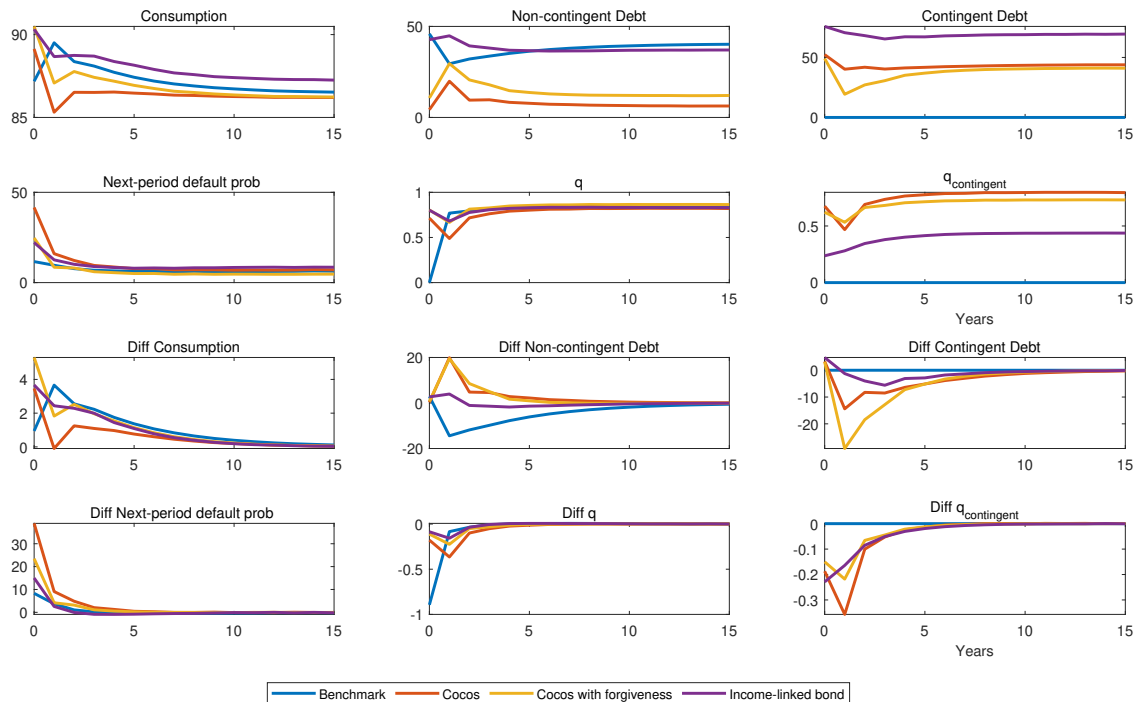 Consumption
90
85
0 5 10 15
Non-contingent Debt
50
0
0 5 10 15
Contingent Debt
50
0
0 5 10 15
Next-period default prob
50
0
0 5 10 15
q
1
0.5
0
0 5 10 15
q_contingent
0.5
0
0 5 10 15
Years
Diff Consumption
4
2
0
0 5 10 15
Diff Non-contingent Debt
20
0
-20
0 5 10 15
Diff Contingent Debt
0
-10
-20
0 5 10 15
Diff Next-period default prob
30
20
10
0
0 5 10 15
Diff q
0
-0.5
-1
0 5 10 15
Diff q_contingent
0
-0.1
-0.2
-0.3
0 5 10 15
Years
Benchmark Cocos Cocos with forgiveness Income-linked bond